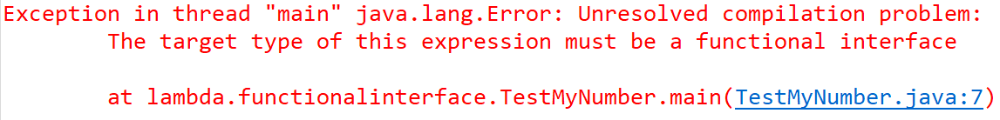 Exception in thread "main" java.lang.Error: Unresolved compilation problem:
The target type of this expression must be a functional interface
at lambda.functionalinterface.TestMyNumber.main(TestMyNumber.java:7)